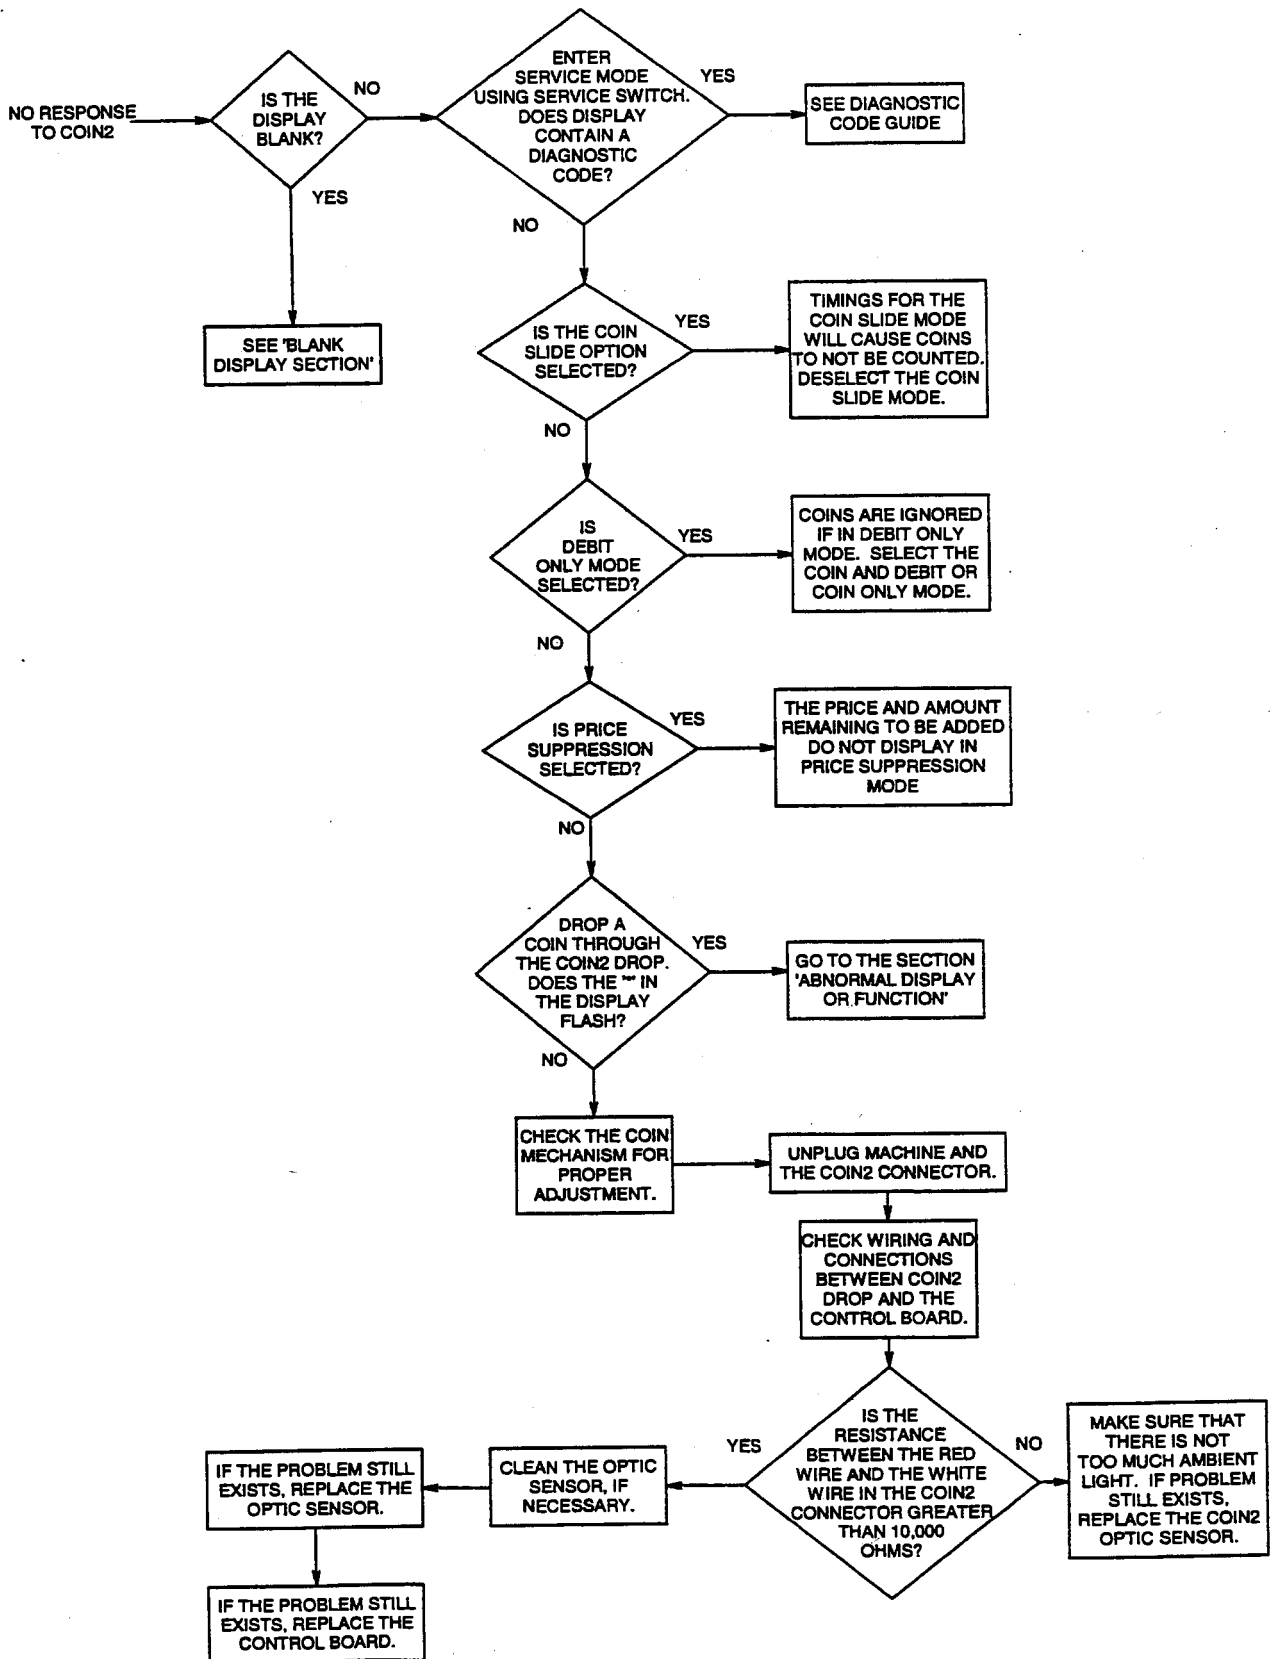 NO RESPONSE
TO COIN2
IS THE
DISPLAY
BLANK?
NO
YES
SEE 'BLANK
DISPLAY SECTION'
ENTER
SERVICE MODE
USING SERVICE SWITCH.
DOES DISPLAY
CONTAIN A
DIAGNOSTIC
CODE?
YES
SEE DIAGNOSTIC
CODE GUIDE
NO
IS THE COIN
SLIDE OPTION
SELECTED?
YES
TIMINGS FOR THE
COIN SLIDE MODE
WILL CAUSE COINS
TO NOT BE COUNTED.
DESELECT THE COIN
SLIDE MODE.
NO
IS
DEBIT
ONLY MODE
SELECTED?
YES
COINS ARE IGNORED
IF IN DEBIT ONLY
MODE. SELECT THE
COIN AND DEBIT OR
COIN ONLY MODE.
NO
IS PRICE
SUPPRESSION
SELECTED?
YES
THE PRICE AND AMOUNT
REMAINING TO BE ADDED
DO NOT DISPLAY IN
PRICE SUPPRESSION
MODE
NO
DROP A
COIN THROUGH
THE COIN2 DROP.
DOES THE '"' IN
THE DISPLAY
FLASH?
YES
GO TO THE SECTION
'ABNORMAL DISPLAY
OR FUNCTION'
NO
CHECK THE COIN
MECHANISM FOR
PROPER
ADJUSTMENT.
UNPLUG MACHINE AND
THE COIN2 CONNECTOR.
CHECK WIRING AND
CONNECTIONS
BETWEEN COIN2
DROP AND THE
CONTROL BOARD.
IS THE
RESISTANCE
BETWEEN THE RED
WIRE AND THE WHITE
WIRE IN THE COIN2
CONNECTOR GREATER
THAN 10,000
OHMS?
NO
MAKE SURE THAT
THERE IS NOT
TOO MUCH AMBIENT
LIGHT. IF PROBLEM
STILL EXISTS,
REPLACE THE COIN2
OPTIC SENSOR.
YES
CLEAN THE OPTIC
SENSOR, IF
NECESSARY.
IF THE PROBLEM STILL
EXISTS, REPLACE THE
OPTIC SENSOR.
IF THE PROBLEM STILL
EXISTS, REPLACE THE
CONTROL BOARD.